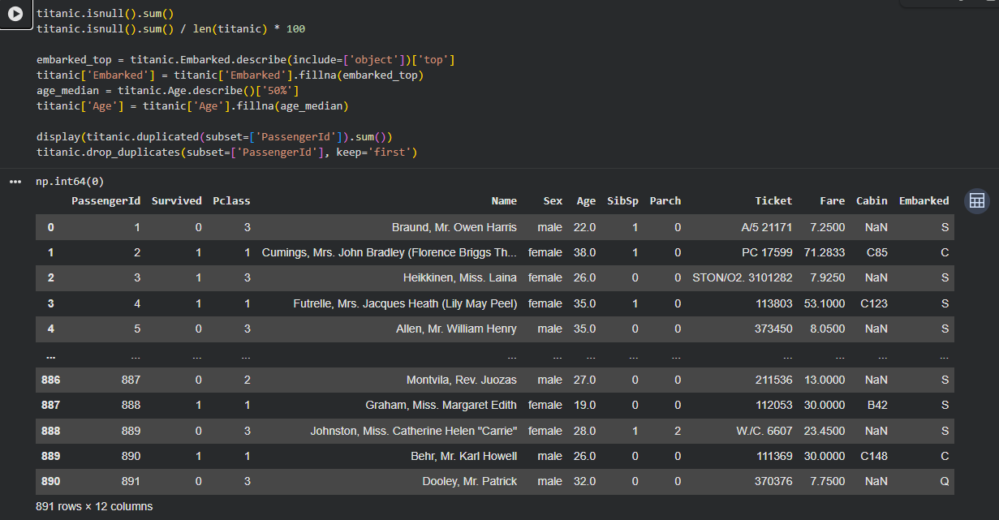 titanic.isnull().sum()
titanic.isnull().sum() / len(titanic) * 100
embarked_top = titanic.Embarked.describe(include=['object'])['top']
titanic['Embarked'] = titanic['Embarked'].fillna(embarked_top)
age_median = titanic.Age.describe()['50%']
titanic['Age'] = titanic['Age'].fillna(age_median)
display(titanic.duplicated(subset=['PassengerId']).sum())
titanic.drop_duplicates(subset=['PassengerId'], keep='first')
np.int64(0)
PassengerId Survived Pclass Name Sex Age SibSp Parch Ticket Fare Cabin Embarked
0 1 0 3 Braund, Mr. Owen Harris male 22.0 1 0 A/5 21171 7.2500 NaN S
1 2 1 1 Cumings, Mrs. John Bradley (Florence Briggs Th... female 38.0 1 0 PC 17599 71.2833 C85 C
2 3 1 3 Heikkinen, Miss. Laina female 26.0 0 0 STON/O2. 3101282 7.9250 NaN S
3 4 1 1 Futrelle, Mrs. Jacques Heath (Lily May Peel) female 35.0 1 0 113803 53.1000 C123 S
4 5 0 3 Allen, Mr. William Henry male 35.0 0 0 373450 8.0500 NaN S
... ... ... ... ... ... ... ... ... ... ... ... ...
886 887 0 2 Montvila, Rev. Juozas male 27.0 0 0 211536 13.0000 NaN S
887 888 1 1 Graham, Miss. Margaret Edith female 19.0 0 0 112053 30.0000 B42 S
888 889 0 3 Johnston, Miss. Catherine Helen "Carrie" female 28.0 1 2 W./C. 6607 23.4500 NaN S
889 890 1 1 Behr, Mr. Karl Howell male 26.0 0 0 111369 30.0000 C148 C
890 891 0 3 Dooley, Mr. Patrick male 32.0 0 0 370376 7.7500 NaN Q
891 rows × 12 columns